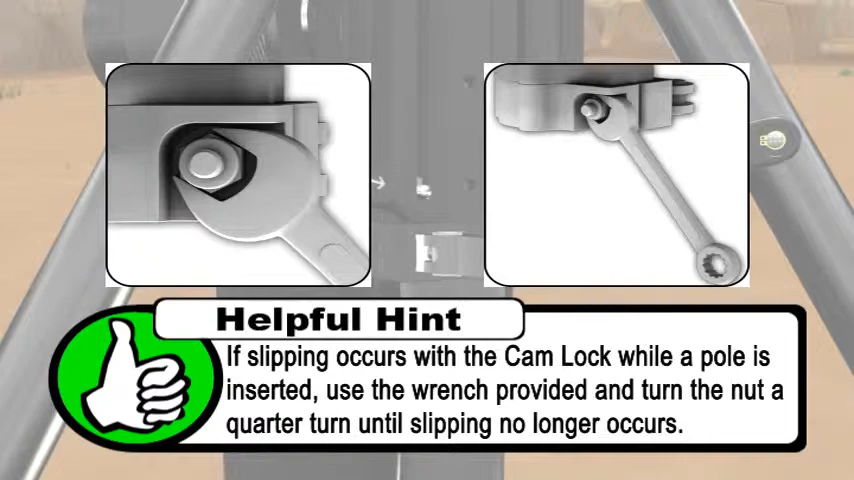 Helpful Hint
If slipping occurs with the Cam Lock while a pole is
inserted, use the wrench provided and turn the nut a
quarter turn until slipping no longer occurs.